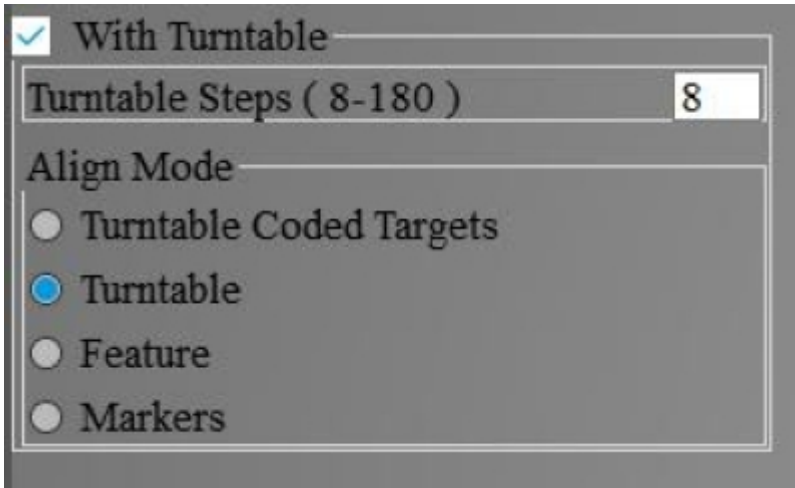 With Turntable
Turntable Steps ( 8-180 ) 8
Align Mode
Turntable Coded Targets
Turntable
Feature
Markers